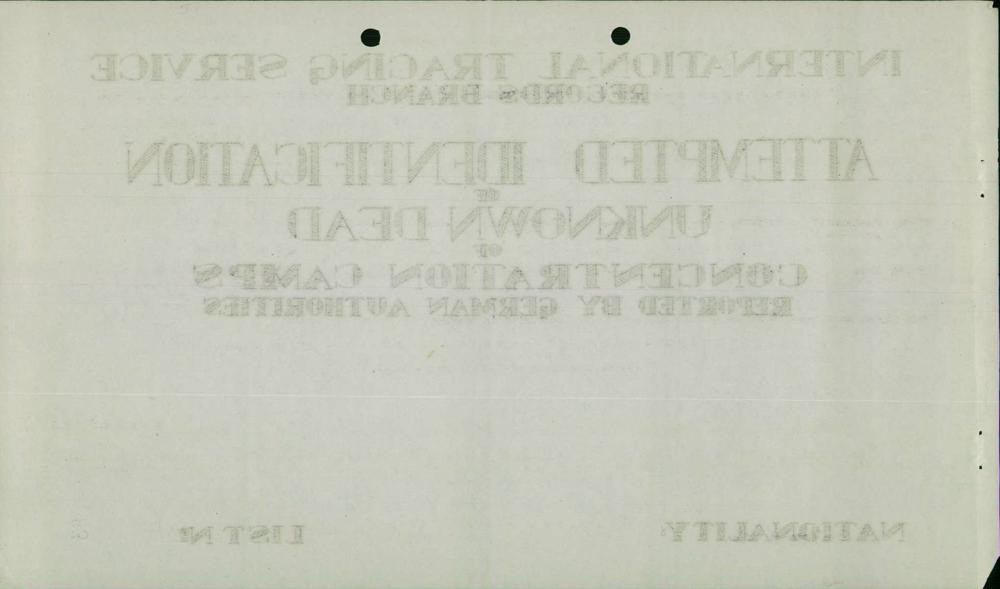 INTERNATIONAL TRACING SERVICE
RECORDS BRANCH
ATTEMPTED IDENTIFICATION
OF
UNKNOWN DEAD
OF
CONCENTRATION CAMPS
REPORTED BY GERMAN AUTHORITIES
NATIONALITY: LIST Nº